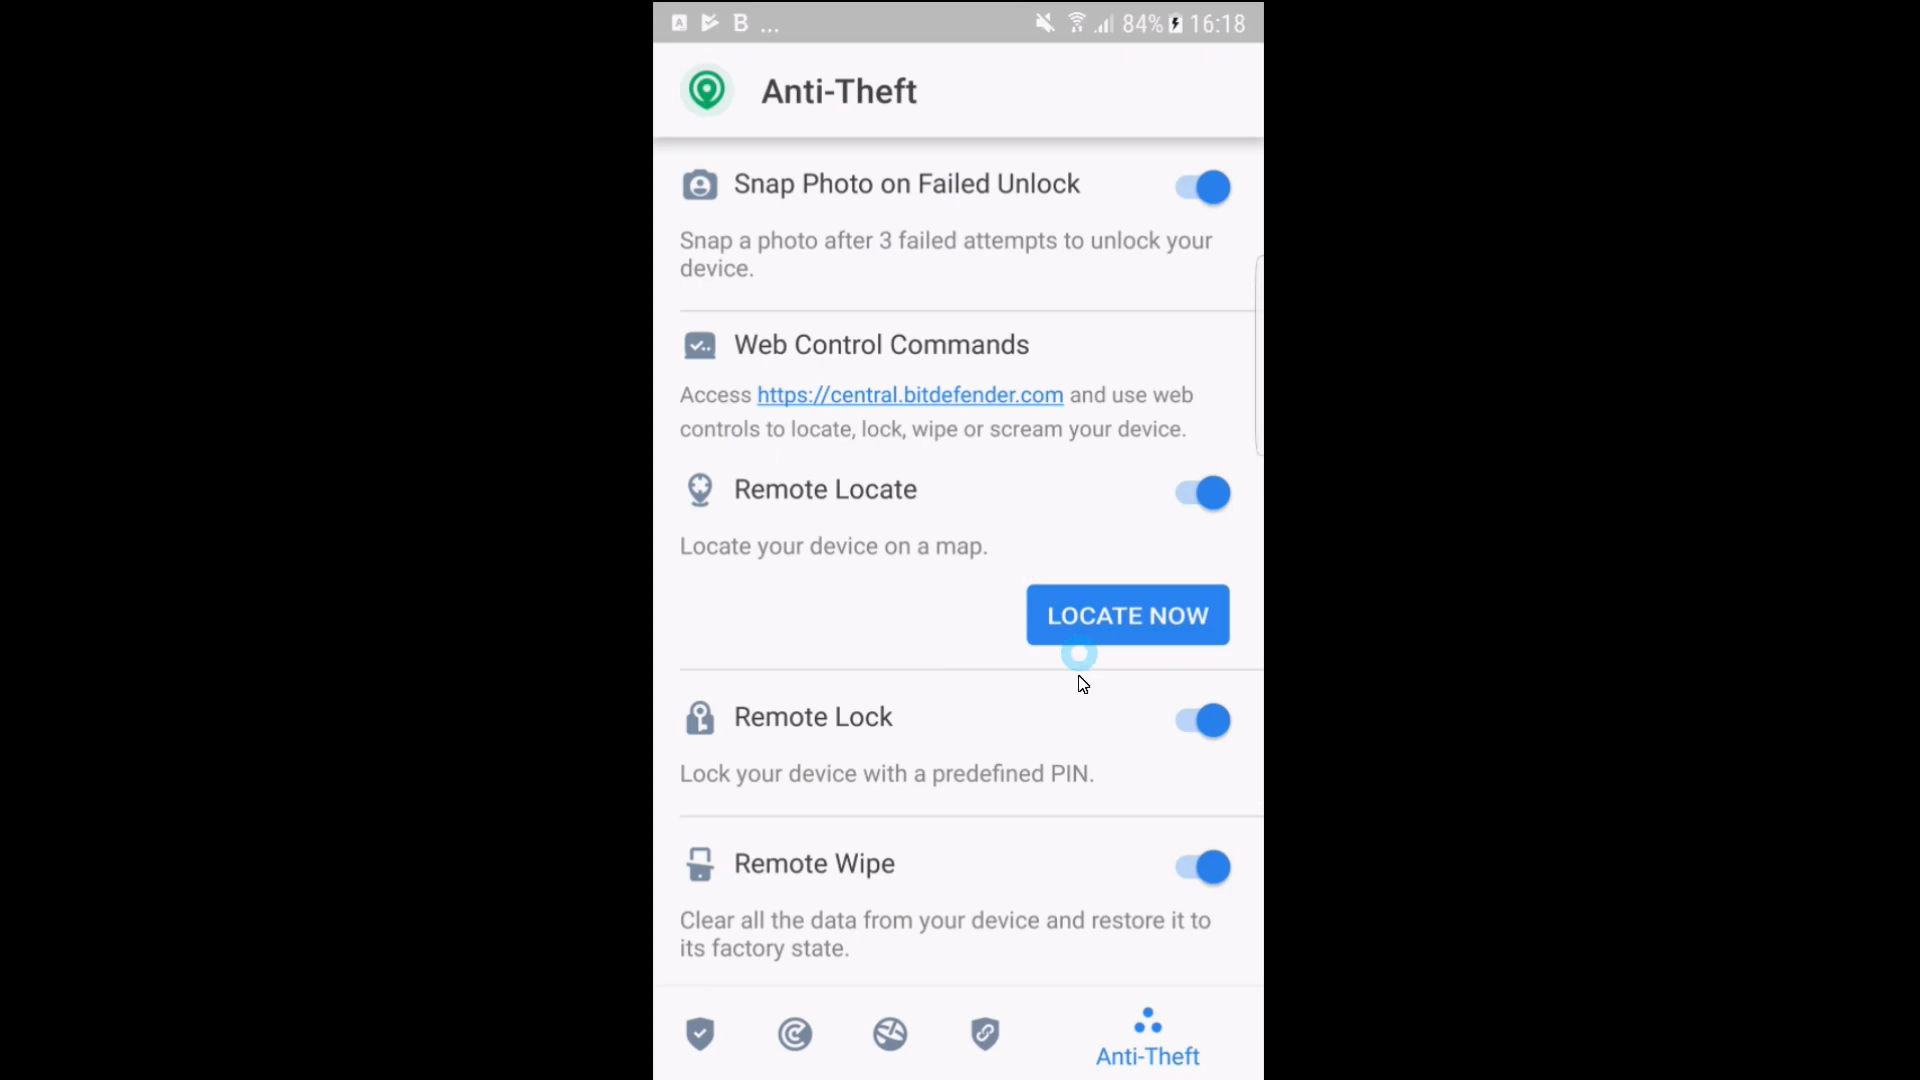 A B ... 84% 16:18
Anti-Theft
Snap Photo on Failed Unlock
Snap a photo after 3 failed attempts to unlock your
device.
Web Control Commands
Access https://central.bitdefender.com and use web
controls to locate, lock, wipe or scream your device.
Remote Locate
Locate your device on a map.
LOCATE NOW
Remote Lock
Lock your device with a predefined PIN.
Remote Wipe
Clear all the data from your device and restore it to
its factory state.
Anti-Theft